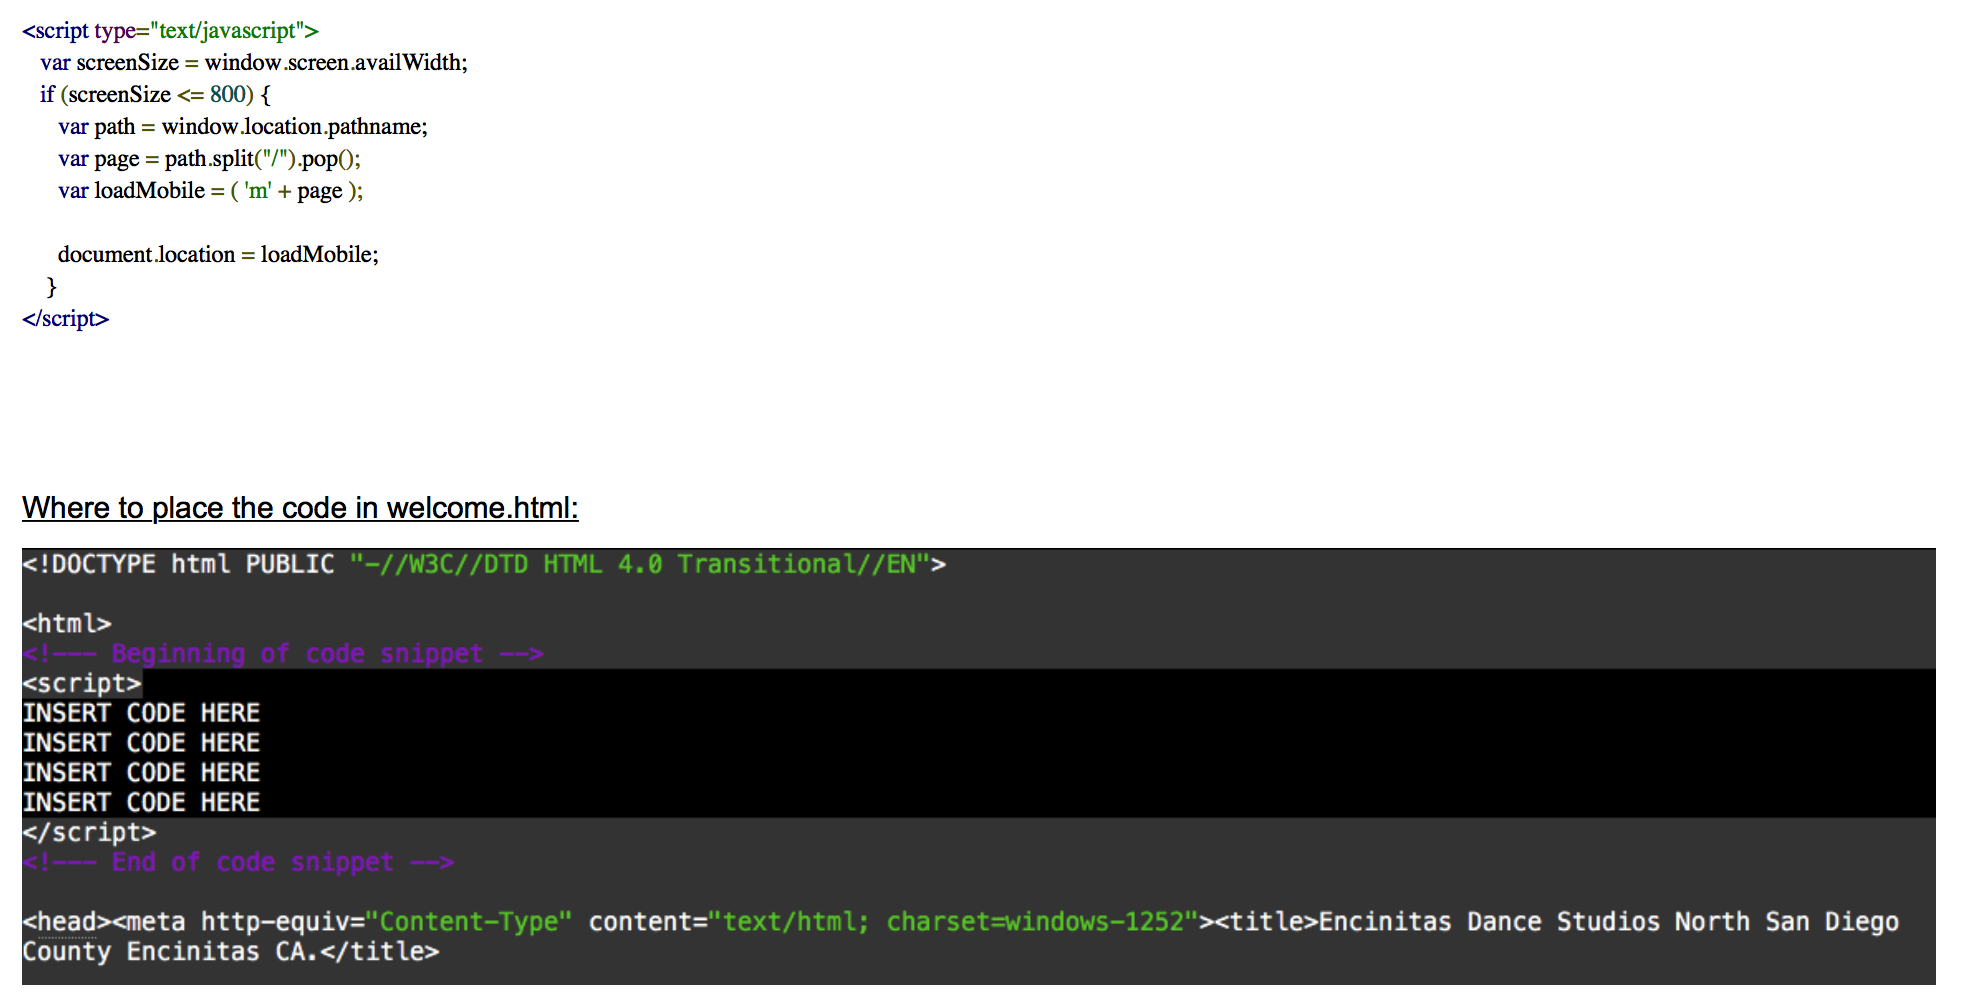 <script type="text/javascript">
var screenSize = window.screen.availWidth;
if (screenSize <= 800) {
var path = window.location.pathname;
var page = path.split("/").pop();
var loadMobile = ( 'm' + page );
document.location = loadMobile;
}
</script>
Where to place the code in welcome.html:
<!DOCTYPE html PUBLIC "-//W3C//DTD HTML 4.0 Transitional//EN">
<html>
<!--- Beginning of code snippet -->
<script>
INSERT CODE HERE
INSERT CODE HERE
INSERT CODE HERE
INSERT CODE HERE
</script>
<!--- End of code snippet -->
<head><meta http-equiv="Content-Type" content="text/html; charset=windows-1252"><title>Encinitas Dance Studios North San Diego
County Encinitas CA.</title>